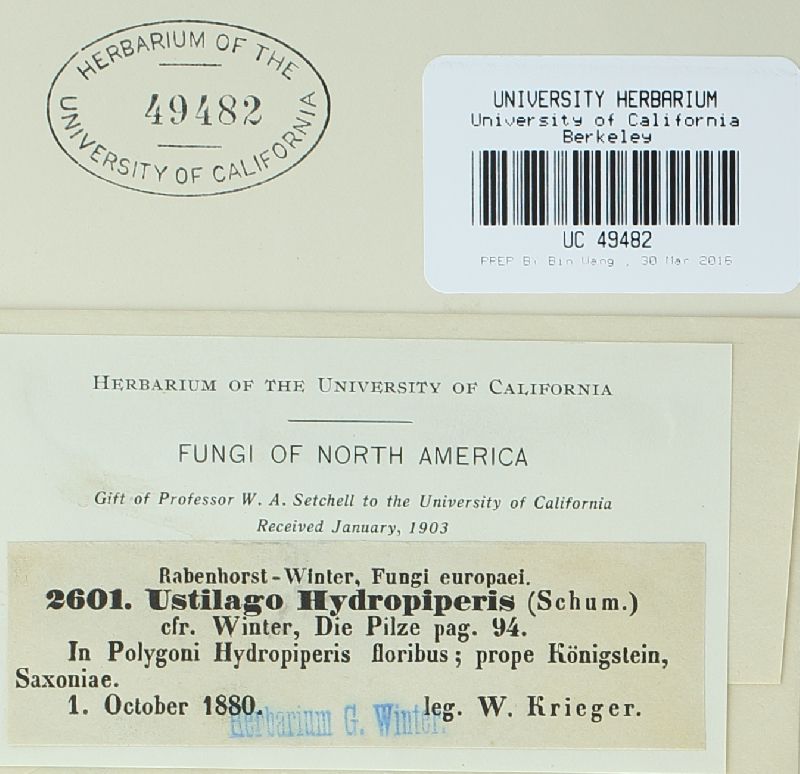 HERBARIUM OF THE
49482
UNIVERSITY OF CALIFORNIA
UNIVERSITY HERBARIUM
University of California
Berkeley
UC 49482
PREP By Bin Wang , 30 Mar 2016
HERBARIUM OF THE UNIVERSITY OF CALIFORNIA
FUNGI OF NORTH AMERICA
Gift of Professor W. A. Setchell to the University of California
Received January, 1903
Rabenhorst-Winter, Fungi europaei.
2601. Ustilago Hydropiperis (Schum.)
cfr. Winter, Die Pilze pag. 94.
In Polygoni Hydropiperis floribus; prope Königstein,
Saxoniae.
1. October 1880. leg. W. Krieger.
Herbarium G. Winter.